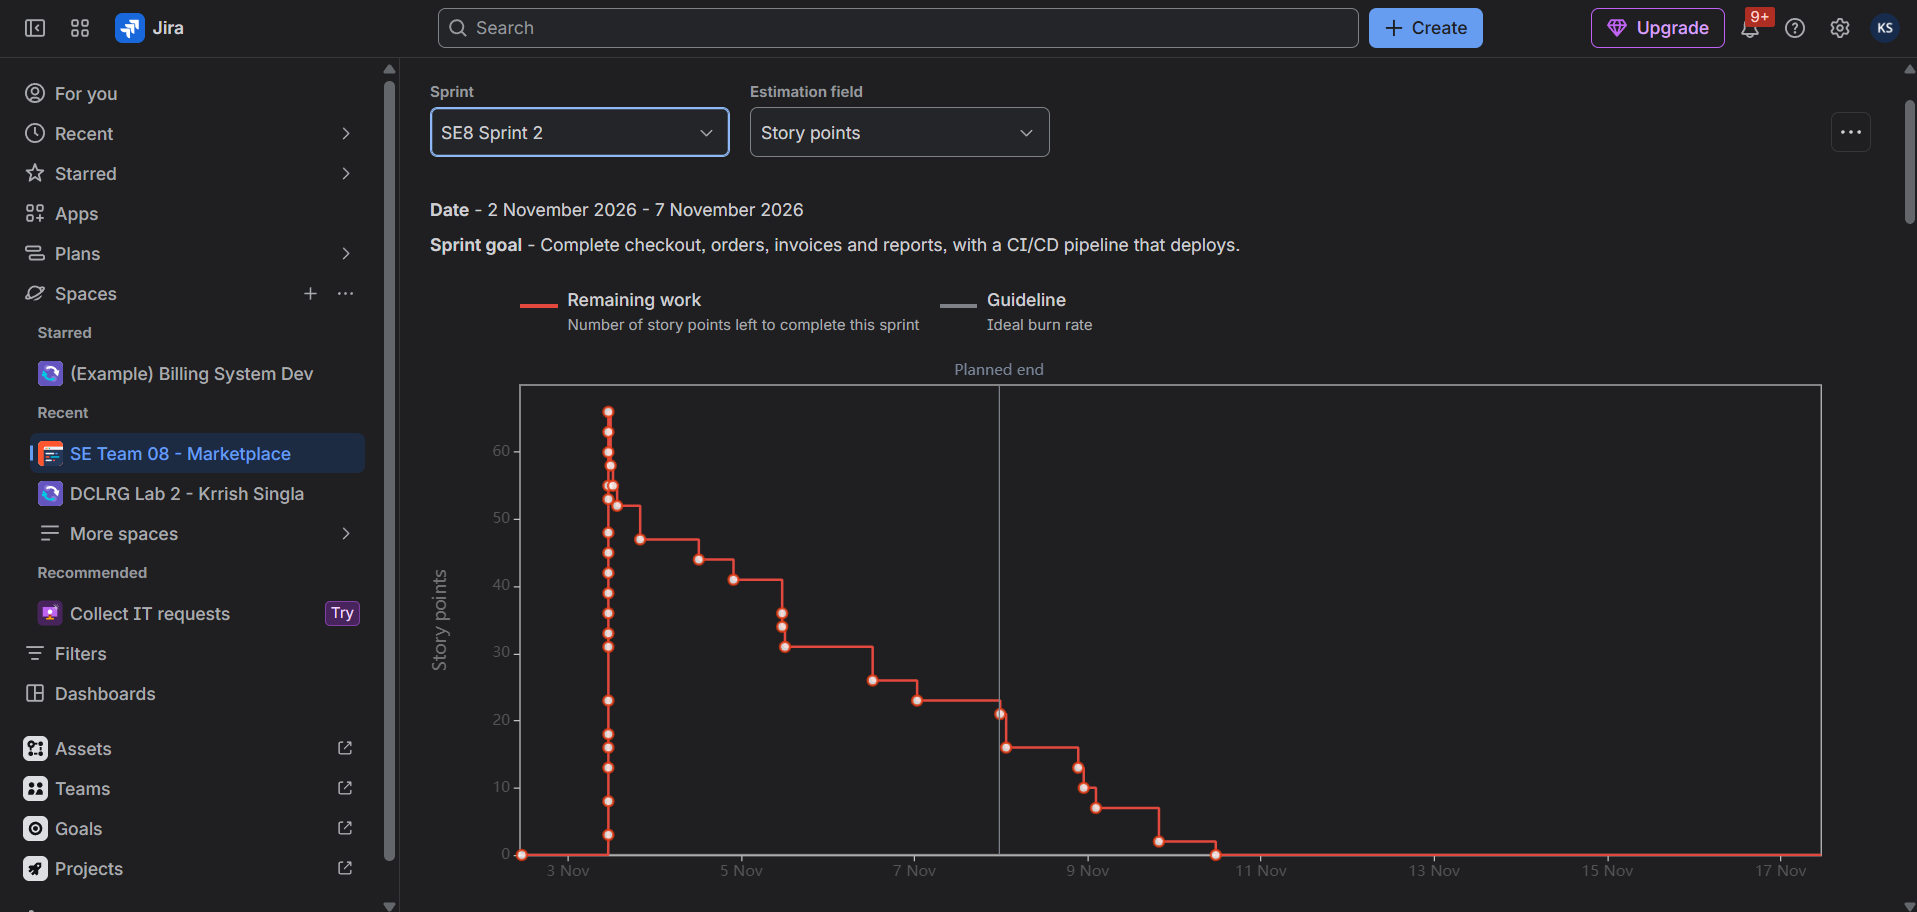 Jira
Search
Create
Upgrade
9+
KS
For you
Recent
Starred
Apps
Plans
Spaces
Starred
(Example) Billing System Dev
Recent
SE Team 08 - Marketplace
DCLRG Lab 2 - Krrish Singla
More spaces
Recommended
Collect IT requests
Try
Filters
Dashboards
Assets
Teams
Goals
Projects
Sprint
Estimation field
SE8 Sprint 2
Story points
Date - 2 November 2026 - 7 November 2026
Sprint goal - Complete checkout, orders, invoices and reports, with a CI/CD pipeline that deploys.
Remaining work
Number of story points left to complete this sprint
Guideline
Ideal burn rate
Planned end
Story points
60
50
40
30
20
10
0
3 Nov
5 Nov
7 Nov
9 Nov
11 Nov
13 Nov
15 Nov
17 Nov